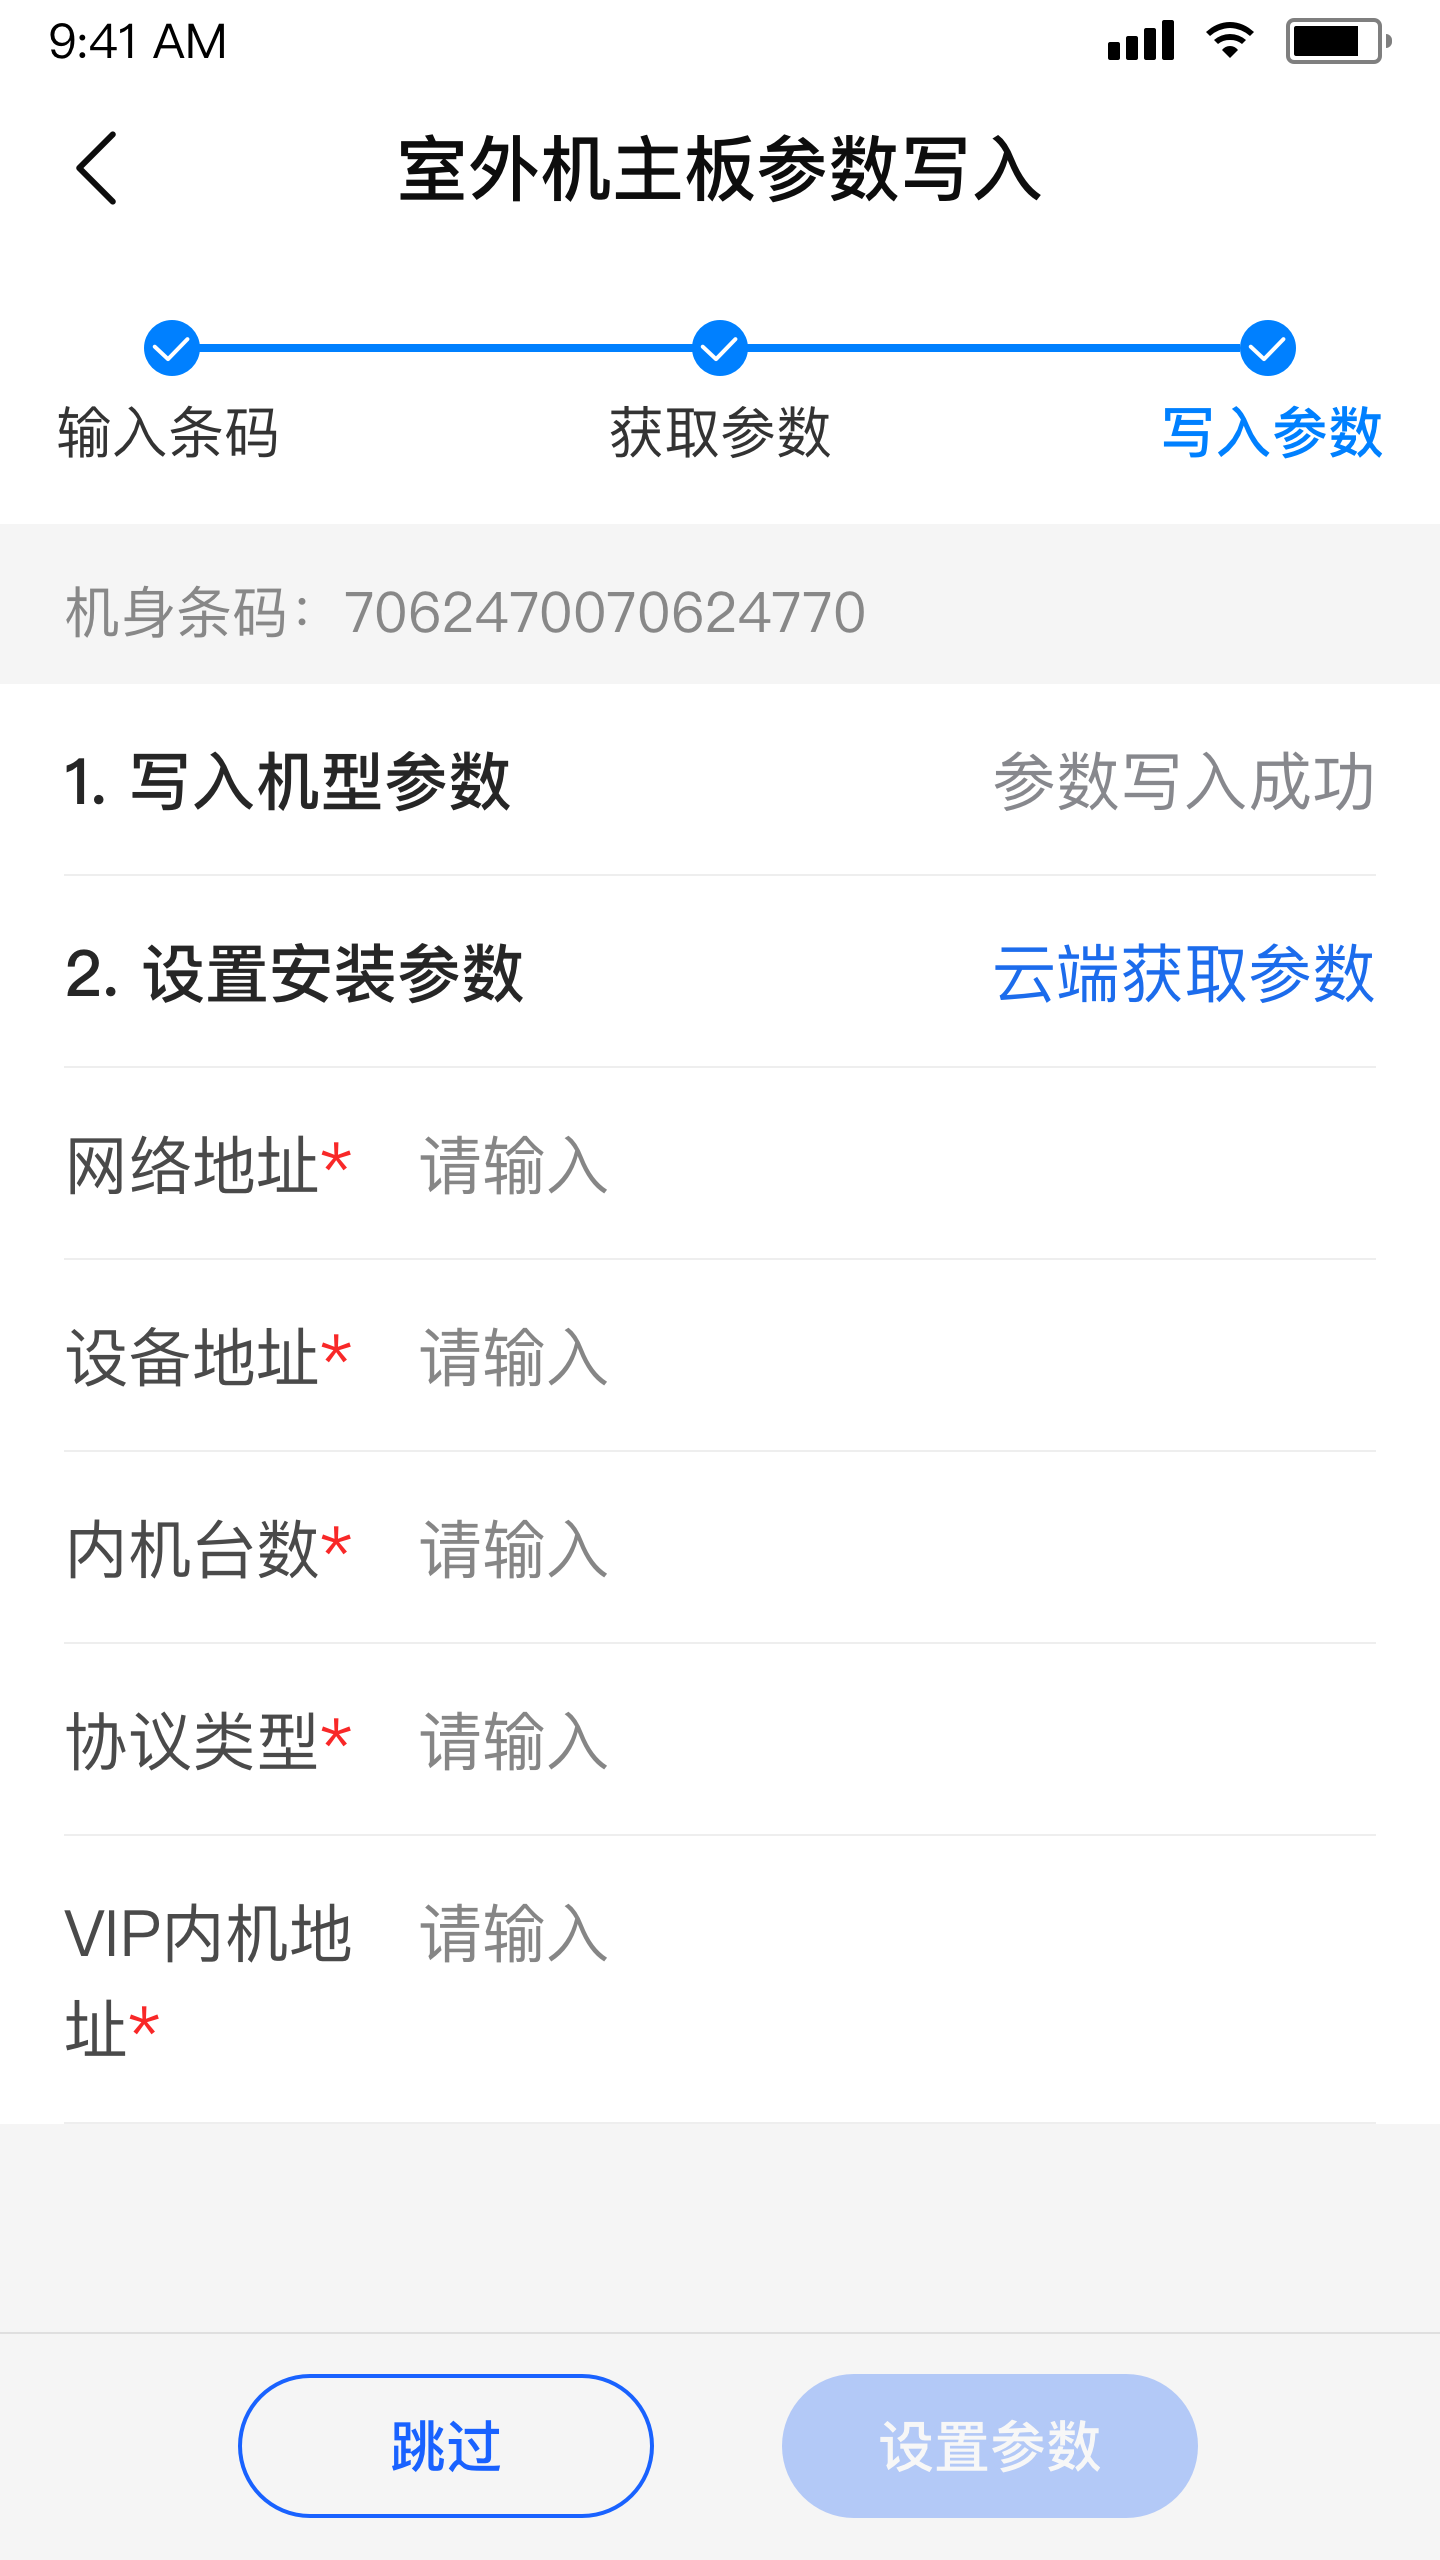 9:41 AM
室外机主板参数写入
输入条码 获取参数 写入参数
机身条码：7062470070624770
1. 写入机型参数 参数写入成功
2. 设置安装参数 云端获取参数
网络地址* 请输入
设备地址* 请输入
内机台数* 请输入
协议类型* 请输入
VIP内机地 请输入
址*
跳过 设置参数